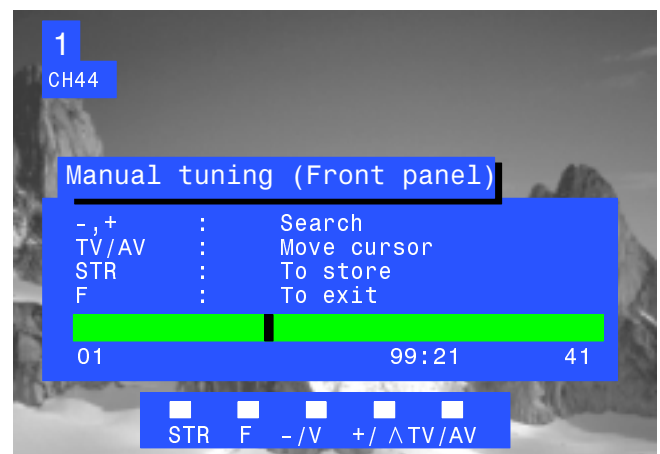 1
CH44
Manual tuning (Front panel)
-,+ : Search
TV/AV : Move cursor
STR : To store
F : To exit
01 99:21 41
STR F -/V +/ ΛTV/AV